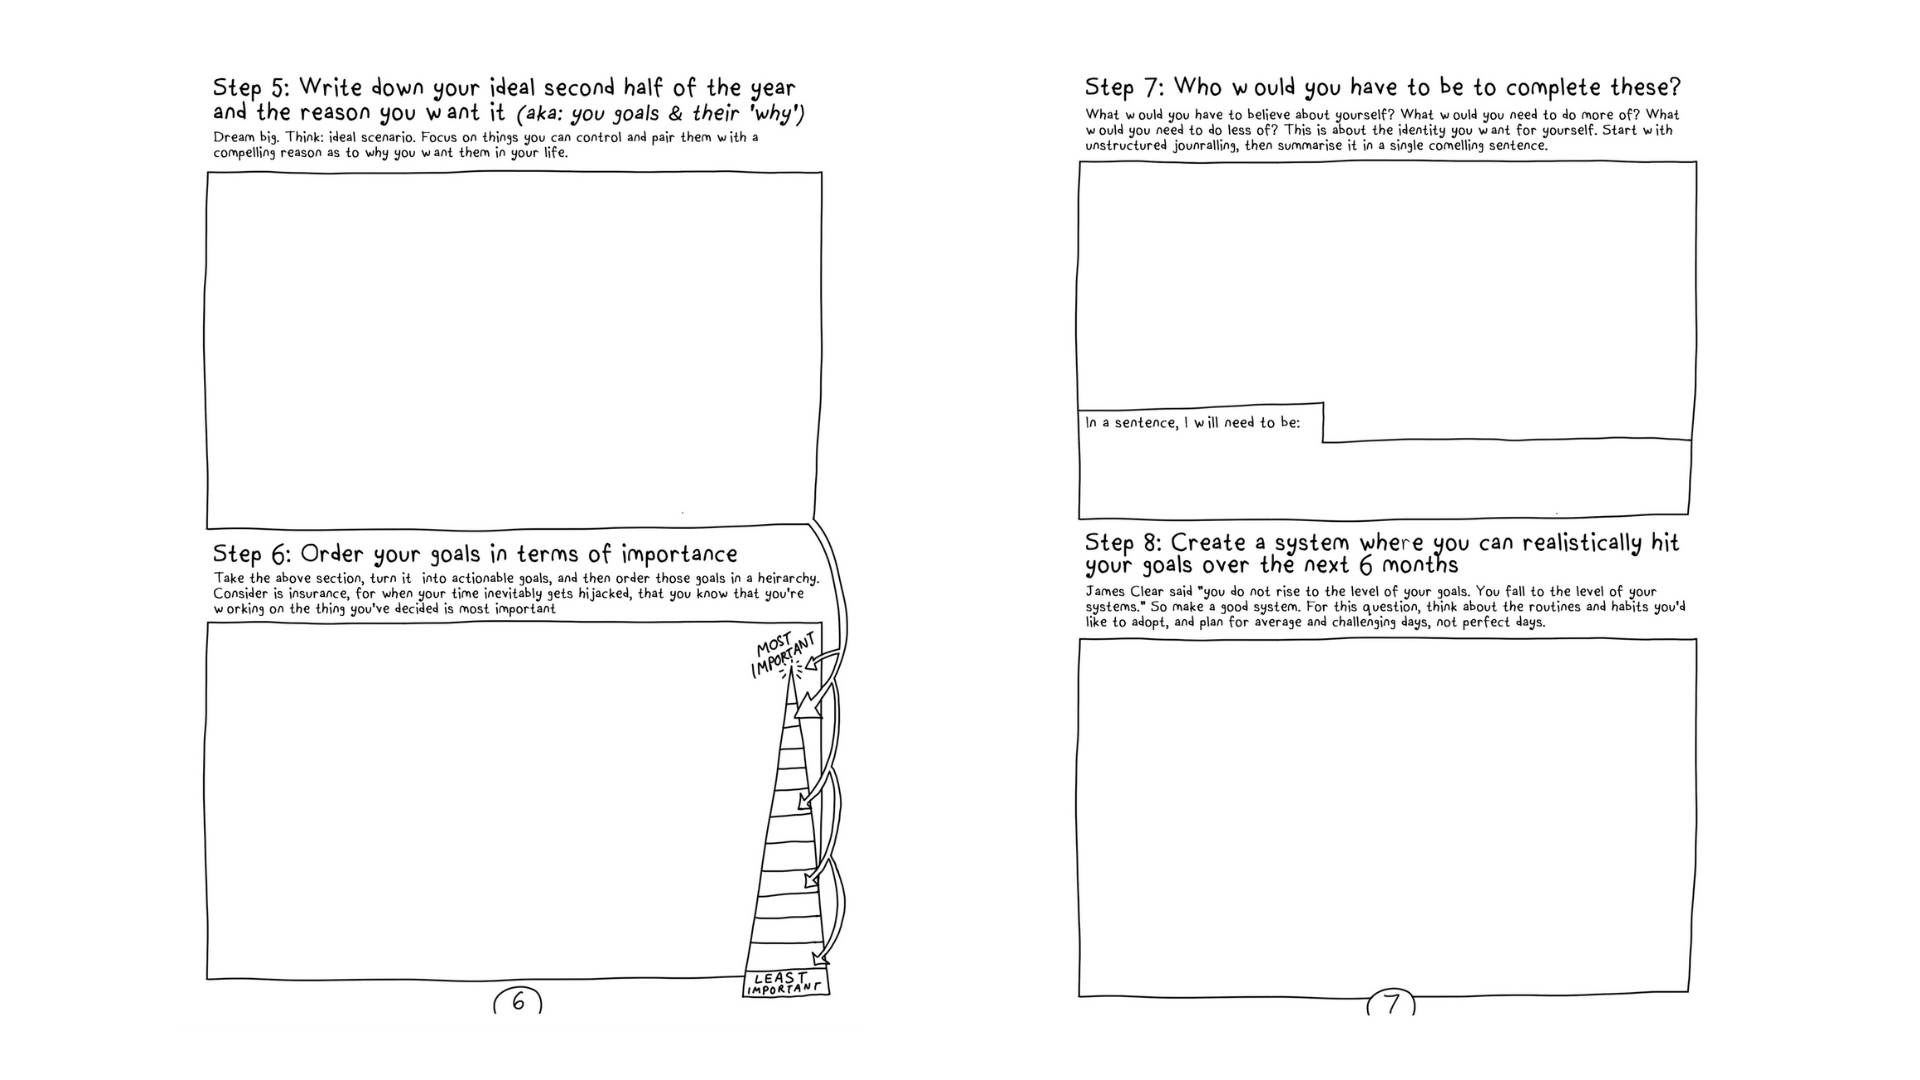 Step 5: Write down your ideal second half of the year
and the reason you want it (aka: you goals & their 'why')
Dream big. Think: ideal scenario. Focus on things you can control and pair them with a
compelling reason as to why you want them in your life.
Step 6: Order your goals in terms of importance
Take the above section, turn it into actionable goals, and then order those goals in a heirarchy.
Consider is insurance, for when your time inevitably gets hijacked, that you know that you're
working on the thing you've decided is most important
MOST
IMPORTANT
LEAST
IMPORTANT
6
Step 7: Who would you have to be to complete these?
What would you have to believe about yourself? What would you need to do more of? What
would you need to do less of? This is about the identity you want for yourself. Start with
unstructured jounralling, then summarise it in a single comelling sentence.
In a sentence, I will need to be:
Step 8: Create a system where you can realistically hit
your goals over the next 6 months
James Clear said "you do not rise to the level of your goals. You fall to the level of your
systems." So make a good system. For this question, think about the routines and habits you'd
like to adopt, and plan for average and challenging days, not perfect days.
7